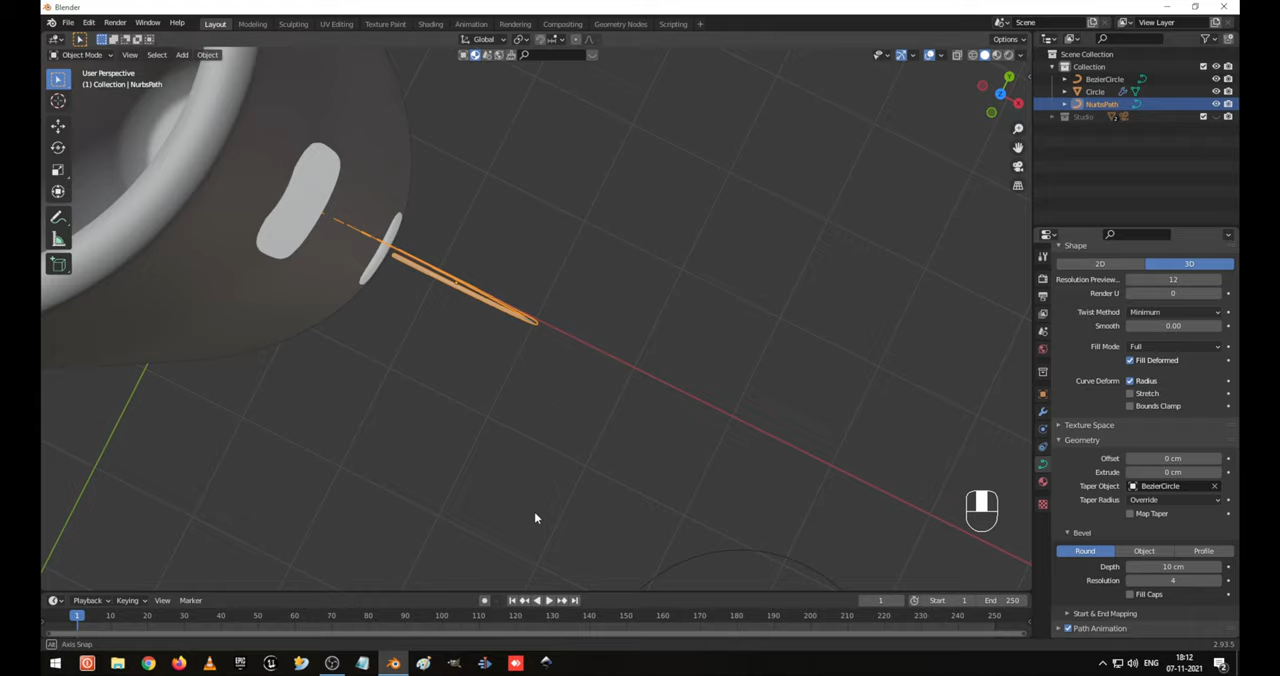 Blender
File Edit Render Window Help Layout Modeling Sculpting UV Editing Texture Paint Shading Animation Rendering Compositing Geometry Nodes Scripting + Scene View Layer
Global Options
Object Mode View Select Add Object
User Perspective
(1) Collection | NurbsPath
Y
Z
X
Scene Collection
Collection
BezierCircle
Circle
NurbsPath
Studio
Shape
2D 3D
Resolution Preview... 12
Render U 0
Twist Method Minimum
Smooth 0.00
Fill Mode Full
Fill Deformed
Curve Deform Radius
Stretch
Bounds Clamp
Texture Space
Geometry
Offset 0 cm
Extrude 0 cm
Taper Object BezierCircle
Taper Radius Override
Map Taper
Bevel
Round Object Profile
Depth 10 cm
Resolution 4
Fill Caps
Start & End Mapping
Path Animation
Playback Keying View Marker 1 Start 1 End 250
1 10 20 30 40 50 60 70 80 90 100 110 120 130 140 150 160 170 180 190 200 210 220 230 240 250
Alt Axis Snap 2.93.5
ENG 18:12
07-11-2021